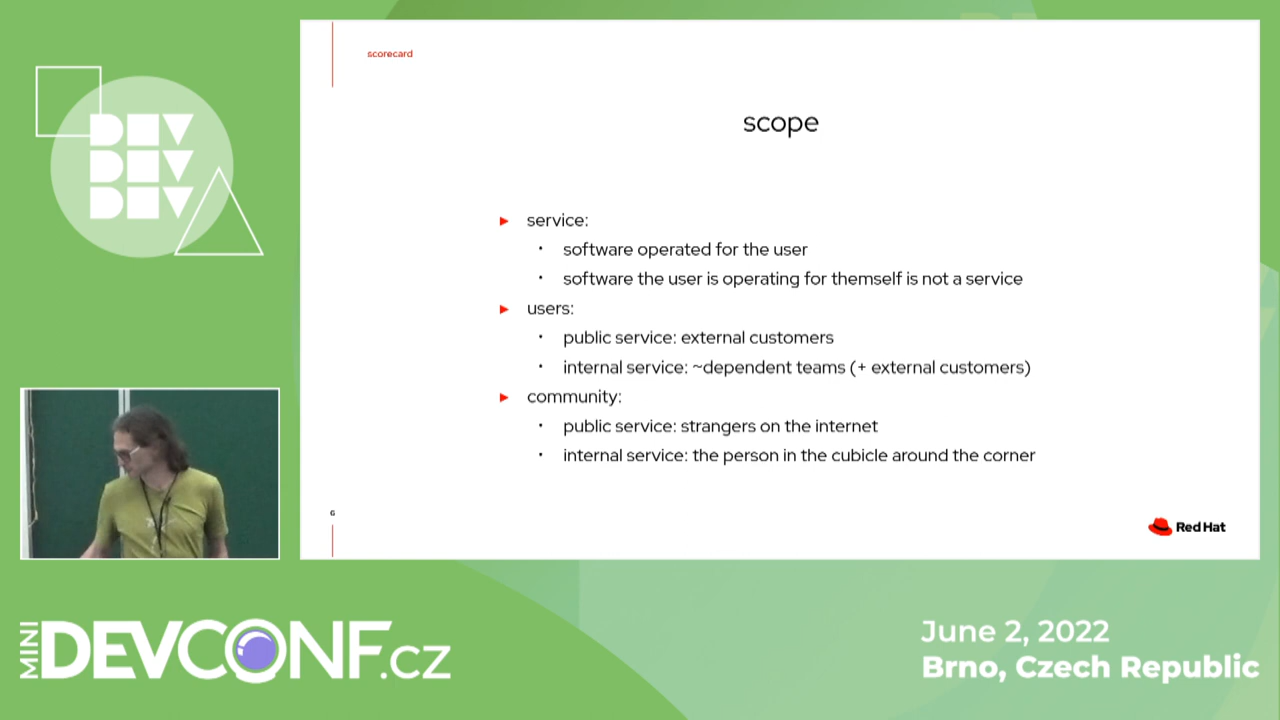 DEV
DEV
DEV
scorecard
scope
service:
software operated for the user
software the user is operating for themself is not a service
users:
public service: external customers
internal service: ~dependent teams (+ external customers)
community:
public service: strangers on the internet
internal service: the person in the cubicle around the corner
6
Red Hat
MINI
DEVCONF.CZ
June 2, 2022
Brno, Czech Republic